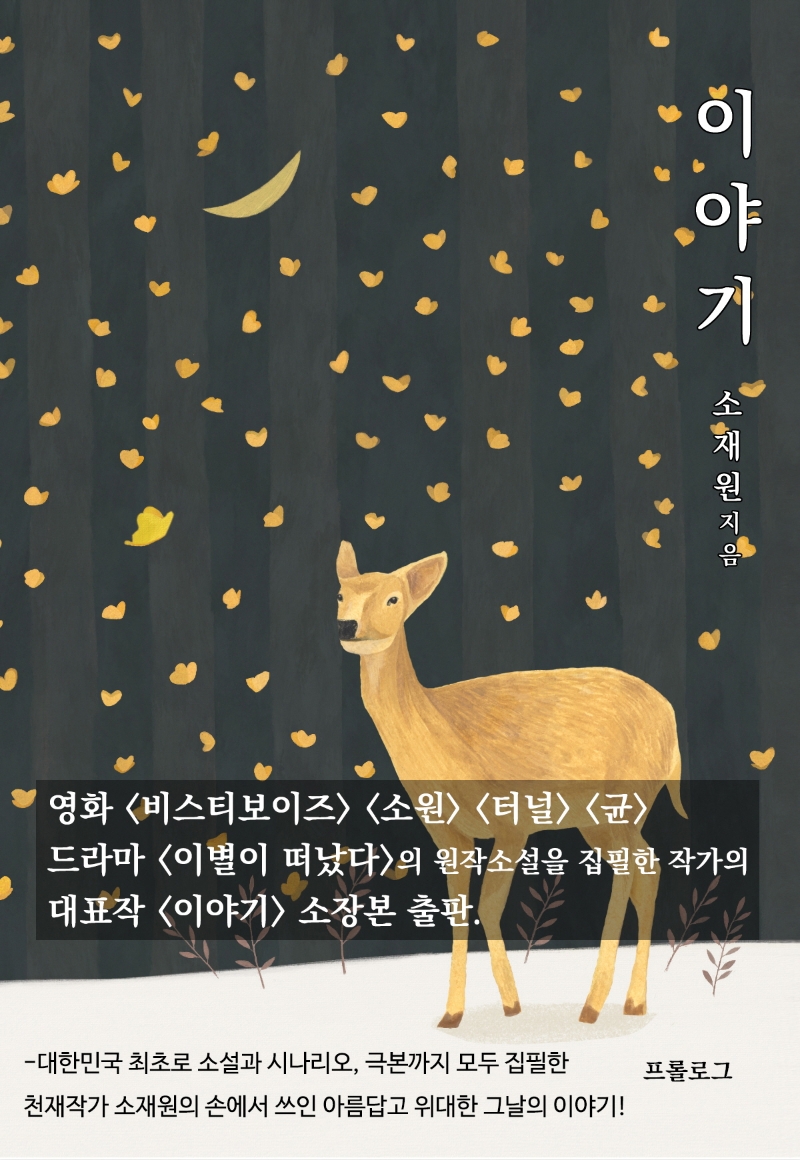 이야기
소재원 지음
영화 〈비스티보이즈〉 〈소원〉 〈터널〉 〈균〉
드라마 〈이별이 떠났다〉의 원작소설을 집필한 작가의
대표작 〈이야기〉 소장본 출판.
-대한민국 최초로 소설과 시나리오, 극본까지 모두 집필한
천재작가 소재원의 손에서 쓰인 아름답고 위대한 그날의 이야기!
프롤로그